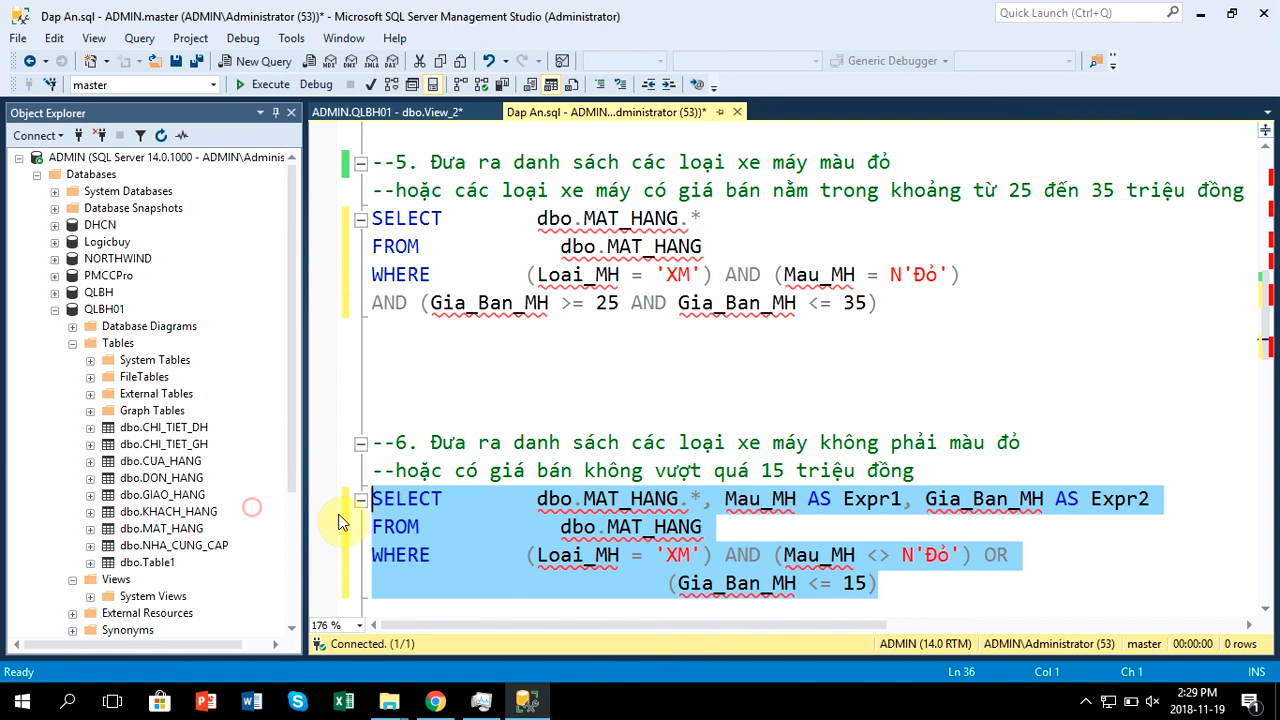 Dap An.sql - ADMIN.master (ADMIN\Administrator (53))* - Microsoft SQL Server Management Studio (Administrator)
Quick Launch (Ctrl+Q)
File Edit View Query Project Debug Tools Window Help
New Query
Generic Debugger
master
Execute Debug
Object Explorer
ADMIN.QLBH01 - dbo.View_2*
Dap An.sql - ADMIN...dministrator (53))*
Connect
ADMIN (SQL Server 14.0.1000 - ADMIN\Adminis
Databases
System Databases
Database Snapshots
DHCN
Logicbuy
NORTHWIND
PMCCPro
QLBH
QLBH01
Database Diagrams
Tables
System Tables
FileTables
External Tables
Graph Tables
dbo.CHI_TIET_DH
dbo.CHI_TIET_GH
dbo.CUA_HANG
dbo.DON_HANG
dbo.GIAO_HANG
dbo.KHACH_HANG
dbo.MAT_HANG
dbo.NHA_CUNG_CAP
dbo.Table1
Views
System Views
External Resources
Synonyms
--5. Đưa ra danh sách các loại xe máy màu đỏ
--hoặc các loại xe máy có giá bán nằm trong khoảng từ 25 đến 35 triệu đồng
SELECT dbo.MAT_HANG.*
FROM dbo.MAT_HANG
WHERE (Loai_MH = 'XM') AND (Mau_MH = N'Đỏ')
AND (Gia_Ban_MH >= 25 AND Gia_Ban_MH <= 35)
--6. Đưa ra danh sách các loại xe máy không phải màu đỏ
--hoặc có giá bán không vượt quá 15 triệu đồng
SELECT dbo.MAT_HANG.*, Mau_MH AS Expr1, Gia_Ban_MH AS Expr2
FROM dbo.MAT_HANG
WHERE (Loai_MH = 'XM') AND (Mau_MH <> N'Đỏ') OR
(Gia_Ban_MH <= 15)
176 %
Connected. (1/1)
ADMIN (14.0 RTM) ADMIN\Administrator (53) master 00:00:00 0 rows
Ready
Ln 36 Col 1 Ch 1 INS
2:29 PM
2018-11-19